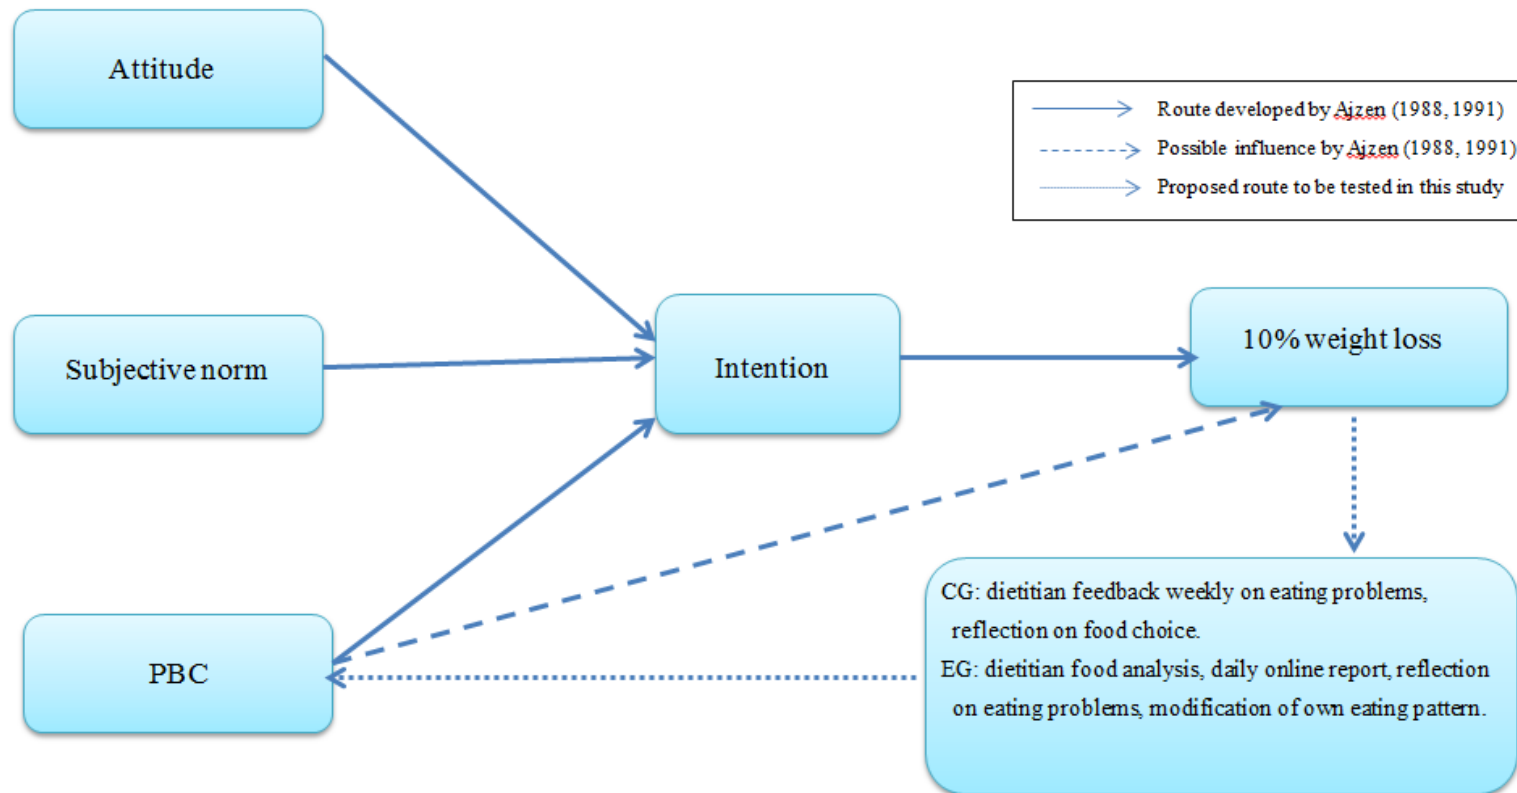 Attitude
Route developed by Ajzen (1988, 1991)
Possible influence by Ajzen (1988, 1991)
Proposed route to be tested in this study
Subjective norm
Intention
10% weight loss
PBC
CG: dietitian feedback weekly on eating problems,
reflection on food choice.
EG: dietitian food analysis, daily online report, reflection
on eating problems, modification of own eating pattern.